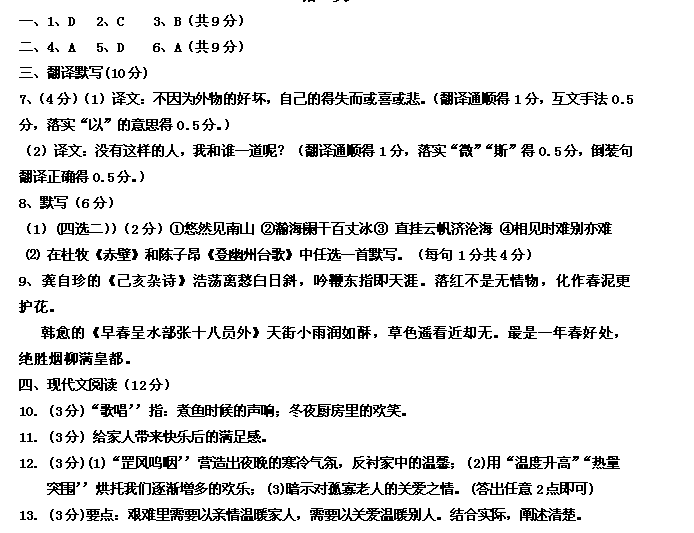 一、1、D 2、C 3、B（共9分）
二、4、A 5、D 6、A（共9分）
三、翻译默写(10分)
7、（4分）（1）译文：不因为外物的好坏，自己的得失而或喜或悲。（翻译通顺得1分，互文手法0.5
分，落实“以”的意思得0.5分。）
（2）译文：没有这样的人，我和谁一道呢？（翻译通顺得1分，落实“微”“斯”得0.5分，倒装句
翻译正确得0.5分。）
8、默写（6分）
（1）（四选二））（2分）①悠然见南山 ②瀚海阑干百丈冰③ 直挂云帆济沧海 ④相见时难别亦难
⑵ 在杜牧《赤壁》和陈子昂《登幽州台歌》中任选一首默写。（每句1分共4分）
9、龚自珍的《己亥杂诗》浩荡离愁白日斜，吟鞭东指即天涯。落红不是无情物，化作春泥更
护花。
韩愈的《早春呈水部张十八员外》天街小雨润如酥，草色遥看近却无。最是一年春好处，
绝胜烟柳满皇都。
四、现代文阅读（12分）
10.（3分）“歌唱’’指：煮鱼时候的声响；冬夜厨房里的欢笑。
11.（3分）给家人带来快乐后的满足感。
12.（3分）(1)“罡风呜咽’’营造出夜晚的寒冷气氛，反衬家中的温馨；(2)用“温度升高”“热量
突围’’烘托我们逐渐增多的欢乐；(3)暗示对孤寡老人的关爱之情。(答出任意2点即可)
13.（3分）要点：艰难里需要以亲情温暖家人，需要以关爱温暖别人。结合实际，阐述清楚。